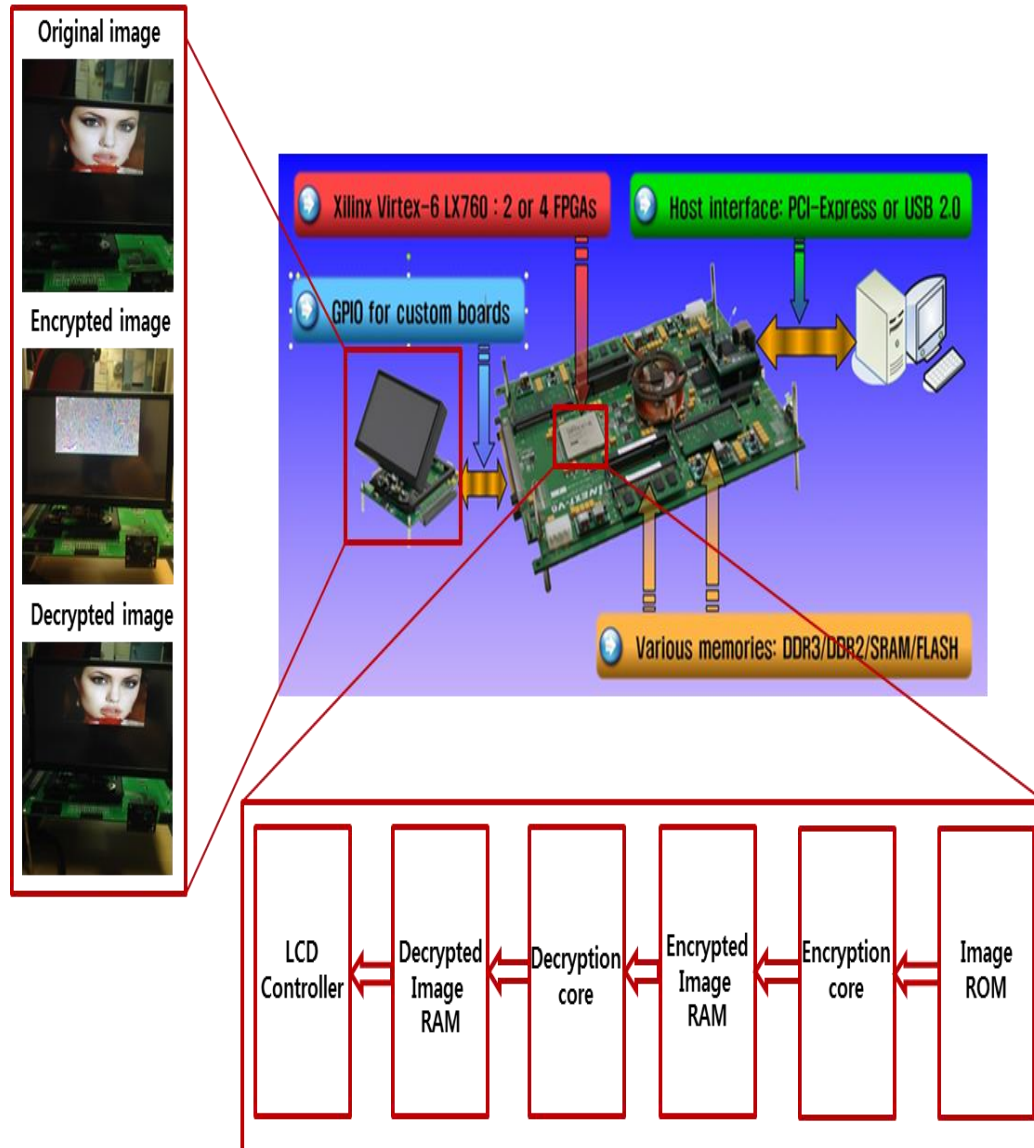 Original image
Encrypted image
Decrypted image
Xilinx Virtex-6 LX760 : 2 or 4 FPGAs
Host interface: PCI-Express or USB 2.0
GPIO for custom boards
iNEXT-V6
Various memories: DDR3/DDR2/SRAM/FLASH
LCD
Controller
Decrypted
Image
RAM
Decryption
core
Encrypted
Image
RAM
Encryption
core
Image
ROM